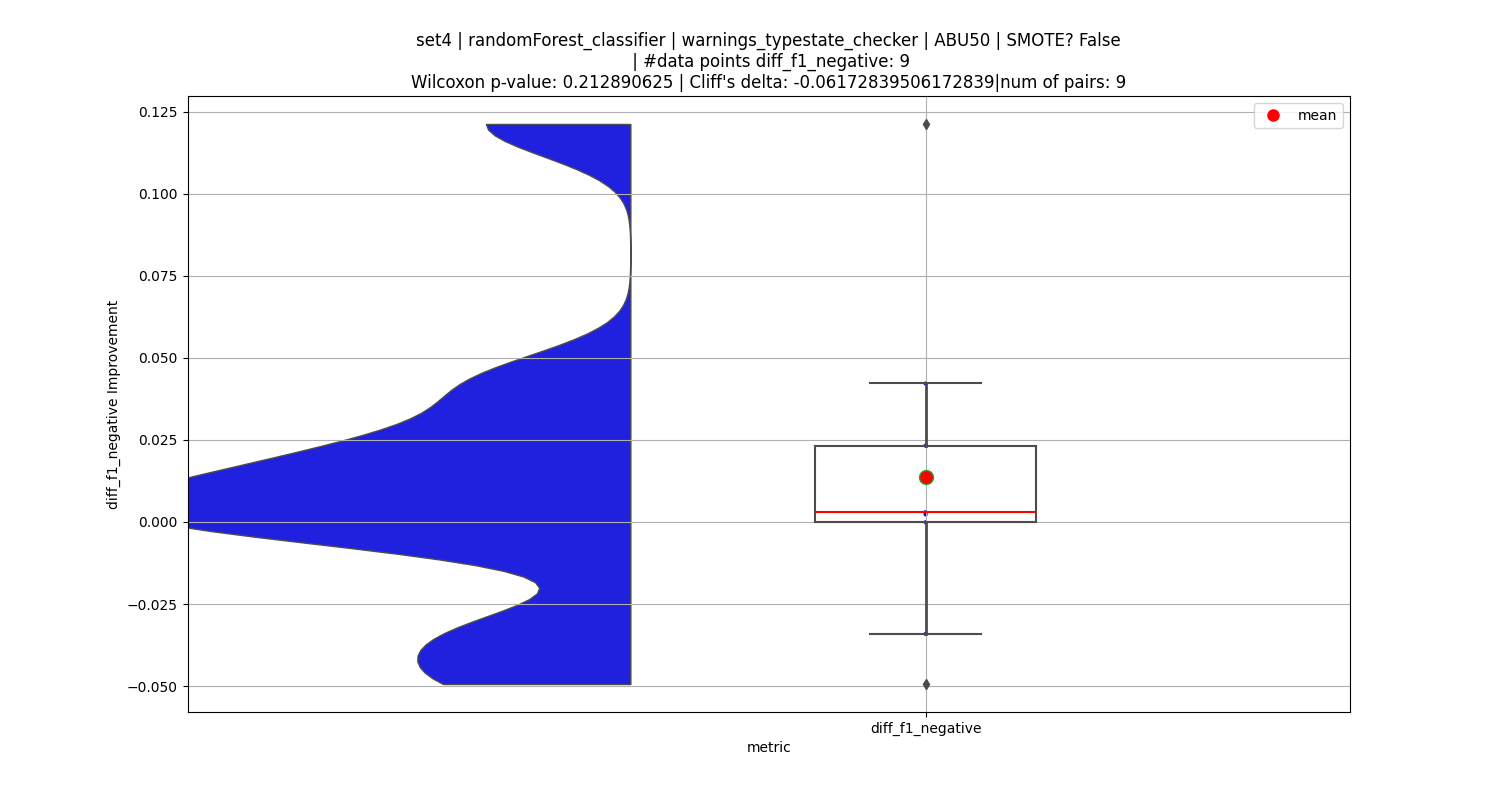 set4 | randomForest_classifier | warnings_typestate_checker | ABU50 | SMOTE? False
| #data points diff_f1_negative: 9
Wilcoxon p-value: 0.212890625 | Cliff's delta: -0.06172839506172839|num of pairs: 9
mean
0.125
0.100
0.075
0.050
0.025
0.000
−0.025
−0.050
diff_f1_negative Improvement
diff_f1_negative
metric